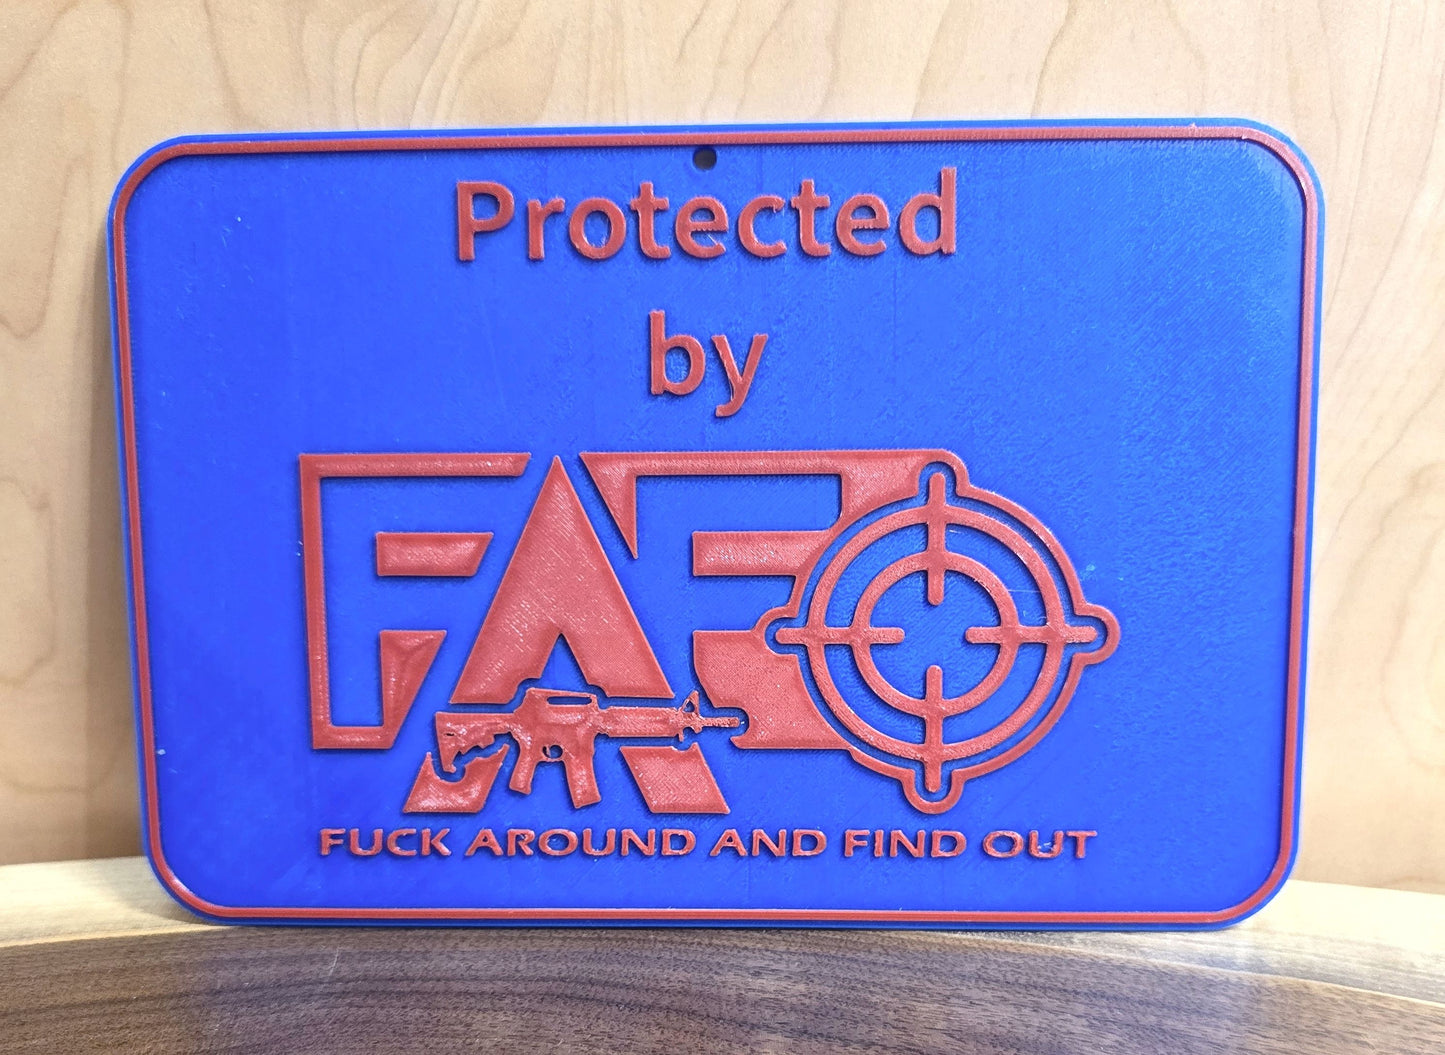 Protected
by
FAFO
FUCK AROUND AND FIND OUT